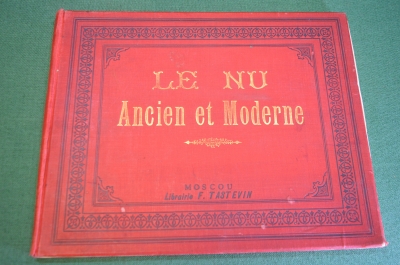 LE NU
Ancien et Moderne
MOSCOU
Librairie F. TASTEVIN